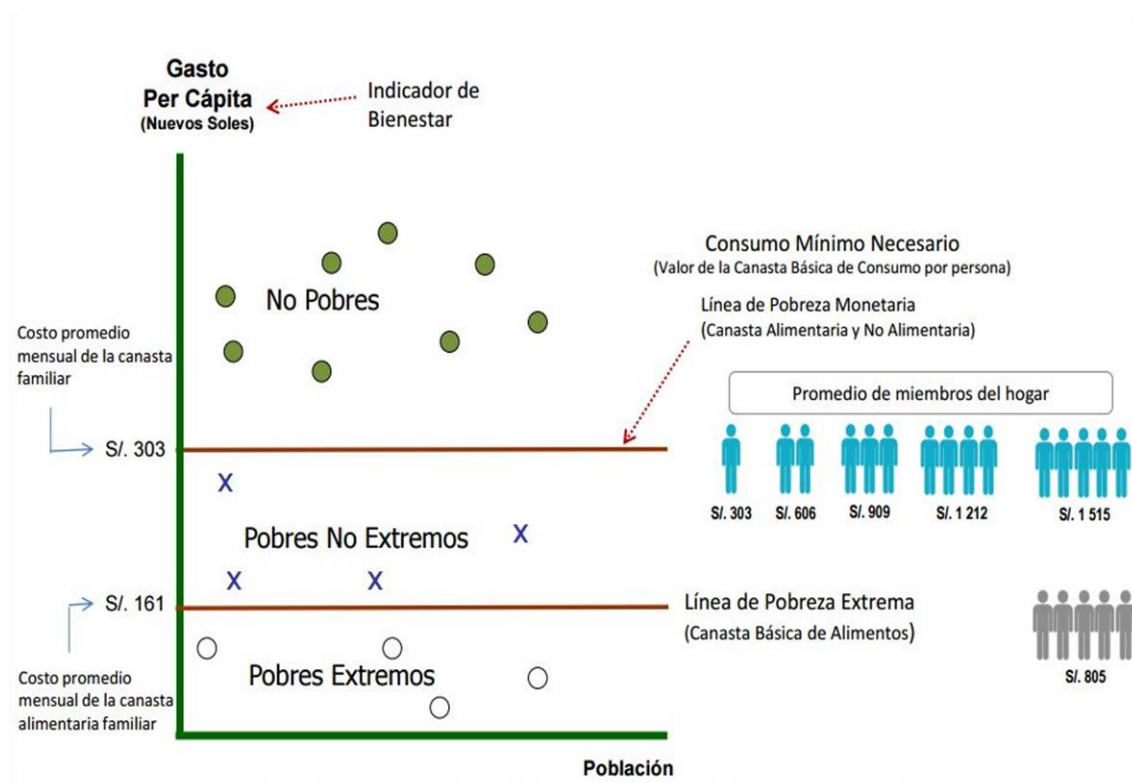 Gasto
Per Cápita
(Nuevos Soles)
Indicador de
Bienestar
No Pobres
Consumo Mínimo Necesario
(Valor de la Canasta Básica de Consumo por persona)
Línea de Pobreza Monetaria
(Canasta Alimentaria y No Alimentaria)
Costo promedio
mensual de la canasta
familiar
S/. 303
Promedio de miembros del hogar
S/. 303 S/. 606 S/. 909 S/. 1 212 S/. 1 515
X
Pobres No Extremos
X
X
X
S/. 161
Línea de Pobreza Extrema
(Canasta Básica de Alimentos)
S/. 805
Pobres Extremos
Costo promedio
mensual de la canasta
alimentaria familiar
Población